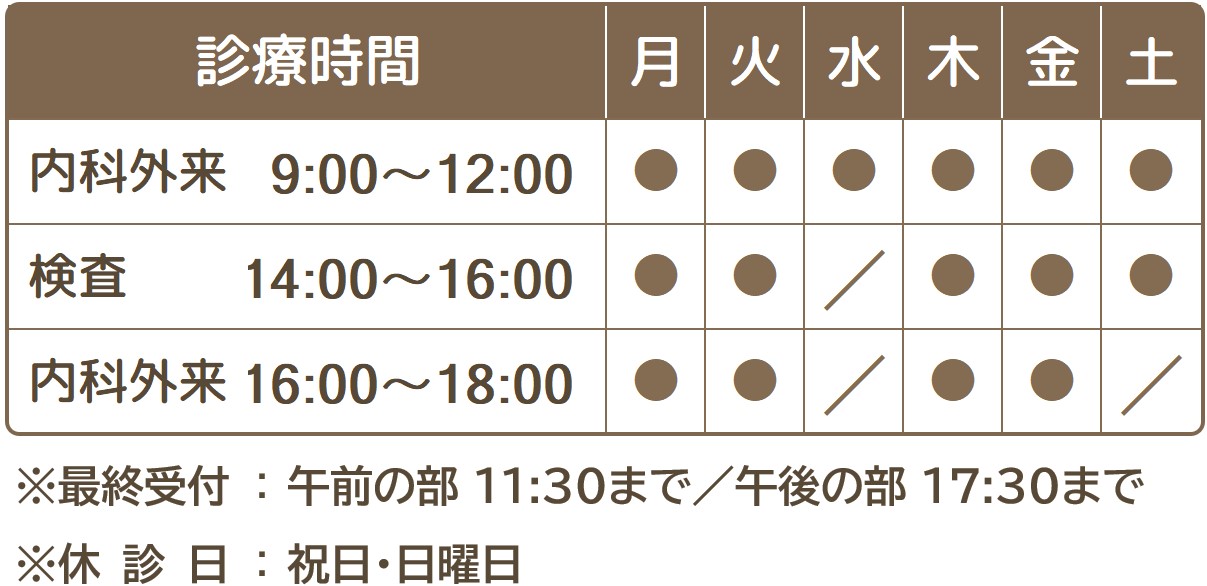 診療時間 月 火 水 木 金 土
内科外来 9:00～12:00 ● ● ● ● ● ●
検査 14:00～16:00 ● ● ／ ● ● ●
内科外来 16:00～18:00 ● ● ／ ● ● ／
※最終受付 ： 午前の部 11:30まで／午後の部 17:30まで
※休 診 日 ： 祝日・日曜日